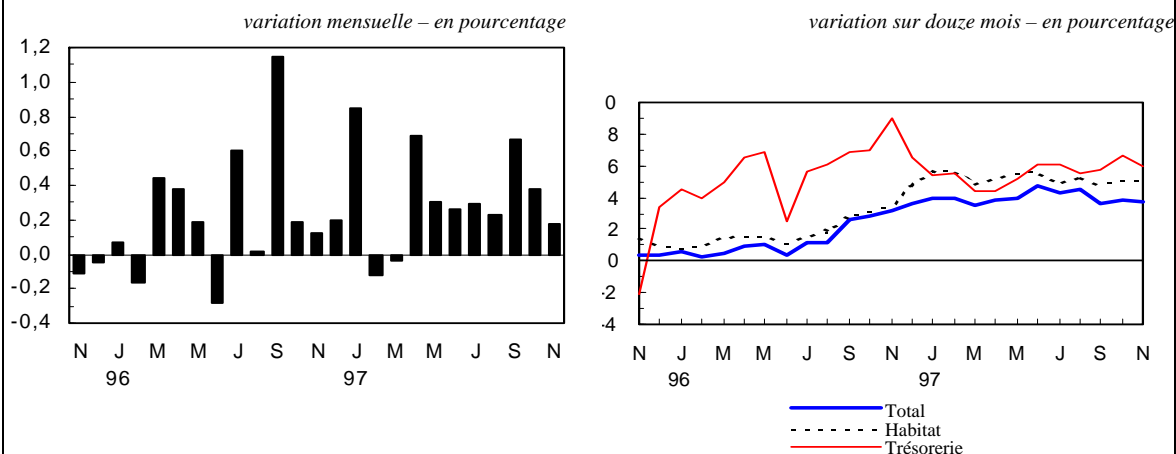 variation mensuelle – en pourcentage
1,2
1,0
0,8
0,6
0,4
0,2
0,0
-0,2
-0,4
N J M M J S N J M M J S N
96 97
variation sur douze mois – en pourcentage
0
8
6
4
2
0
-2
-4
N J M M J S N J M M J S N
96 97
Total
Habitat
Trésorerie